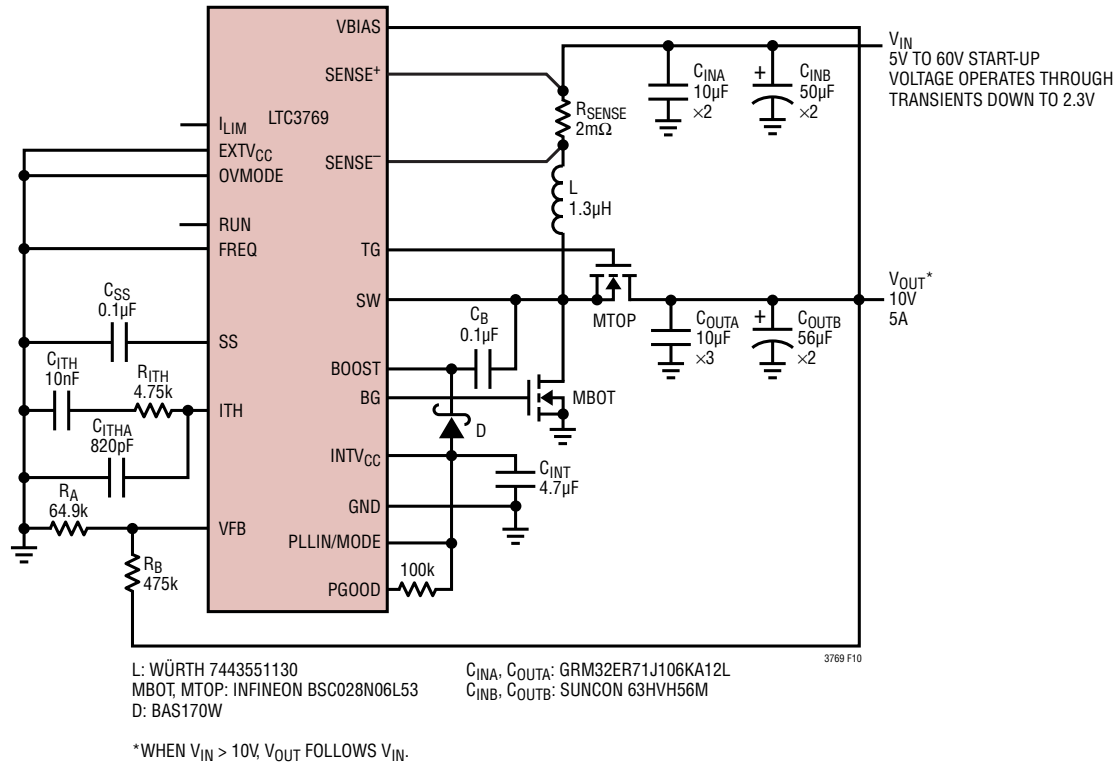 VBIAS
SENSE+
LTC3769
ILIM
EXTVCC
OVMODE
SENSE–
RUN
FREQ
TG
SW
SS
BOOST
BG
ITH
INTVCC
GND
VFB
PLLIN/MODE
PGOOD
CSS
0.1µF
CITH
10nF
RITH
4.75k
CITHA
820pF
RA
64.9k
RB
475k
RSENSE
2mΩ
L
1.3µH
CINA
10µF
×2
+
CINB
50µF
×2
VIN
5V TO 60V START-UP
VOLTAGE OPERATES THROUGH
TRANSIENTS DOWN TO 2.3V
MTOP
CB
0.1µF
MBOT
D
CINT
4.7µF
100k
COUTA
10µF
×3
+
COUTB
56µF
×2
VOUT*
10V
5A
3769 F10
L: WÜRTH 7443551130
MBOT, MTOP: INFINEON BSC028N06L53
D: BAS170W
CINA, COUTA: GRM32ER71J106KA12L
CINB, COUTB: SUNCON 63HVH56M
*WHEN VIN > 10V, VOUT FOLLOWS VIN.